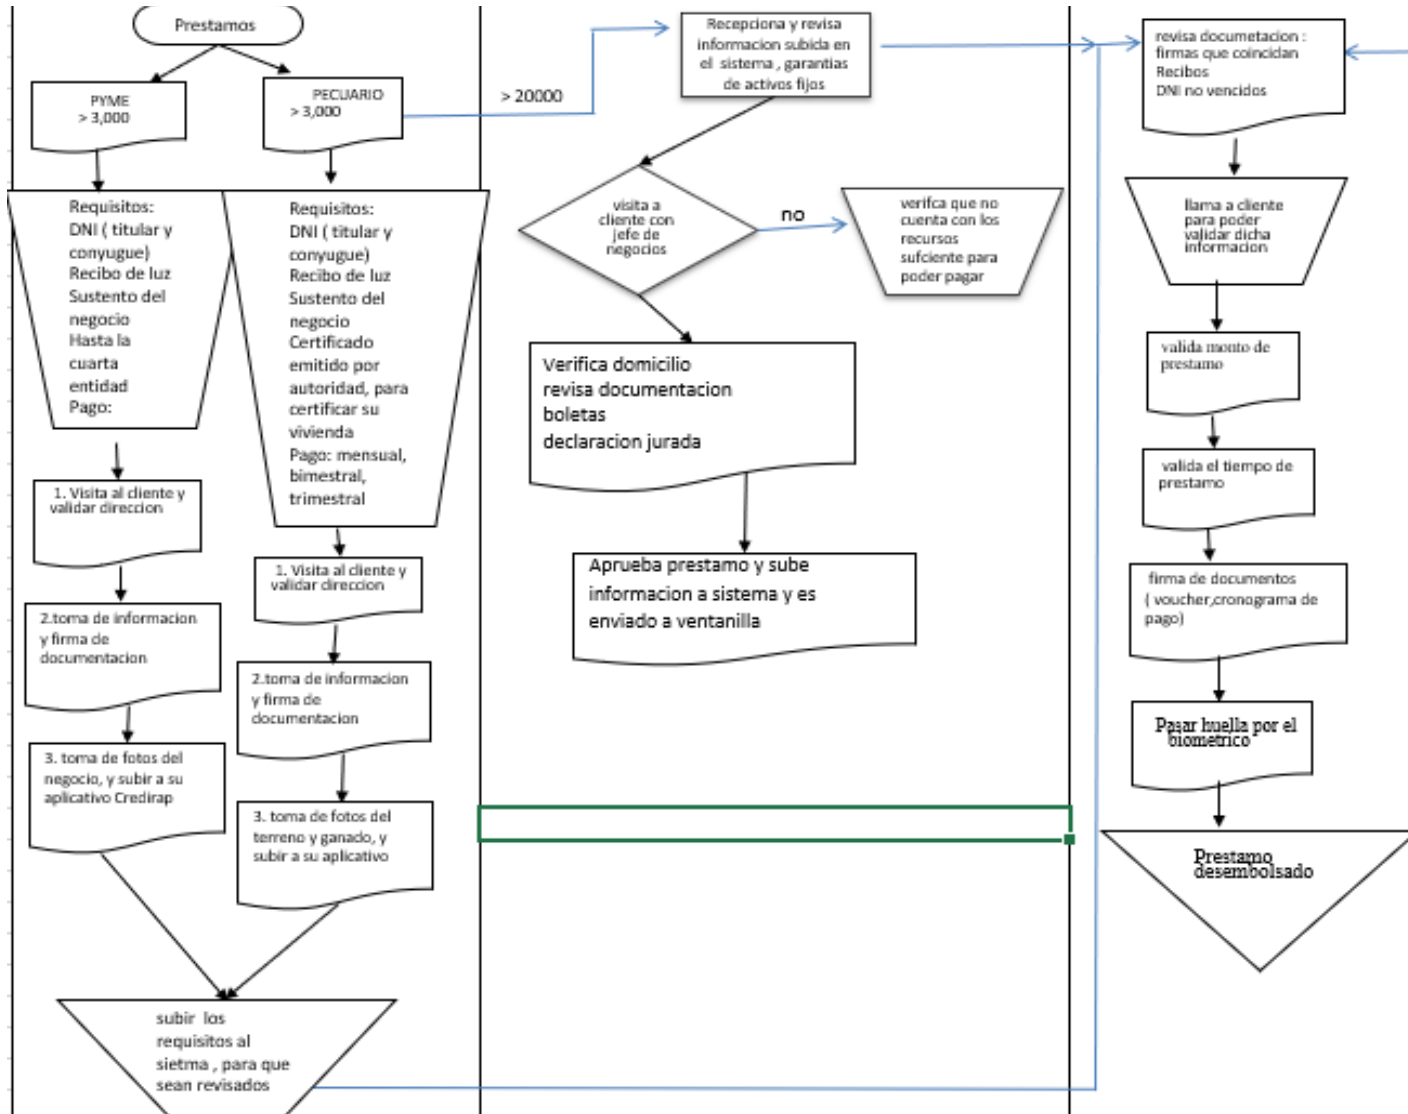 Prestamos
PYME
> 3,000
PECUARIO
> 3,000
Requisitos:
DNI ( titular y
conyugue)
Recibo de luz
Sustento del
negocio
Hasta la
cuarta
entidad
Pago:
Requisitos:
DNI ( titular y
conyugue)
Recibo de luz
Sustento del
negocio
Certificado
emitido por
autoridad, para
certificar su
vivienda
Pago: mensual,
bimestral,
trimestral
1. Visita al cliente y
validar direccion
1. Visita al cliente y
validar direccion
2.toma de informacion
y firma de
documentacion
2.toma de informacion
y firma de
documentacion
3. toma de fotos del
negocio, y subir a su
aplicativo Credirap
3. toma de fotos del
terreno y ganado, y
subir a su aplicativo
subir los
requisitos al
sietma , para que
sean revisados
> 20000
Recepciona y revisa
informacion subida en
el sistema , garantias
de activos fijos
visita a
cliente con
jefe de
negocios
no
verifca que no
cuenta con los
recursos
sufciente para
poder pagar
Verifica domicilio
revisa documentacion
boletas
declaracion jurada
Aprueba prestamo y sube
informacion a sistema y es
enviado a ventanilla
revisa documetacion :
firmas que coincidan
Recibos
DNI no vencidos
llama a cliente
para poder
validar dicha
informacion
valida monto de
prestamo
valida el tiempo de
prestamo
firma de documentos
( voucher,cronograma de
pago)
Pasar huella por el
biometrico
Prestamo
desembolsado